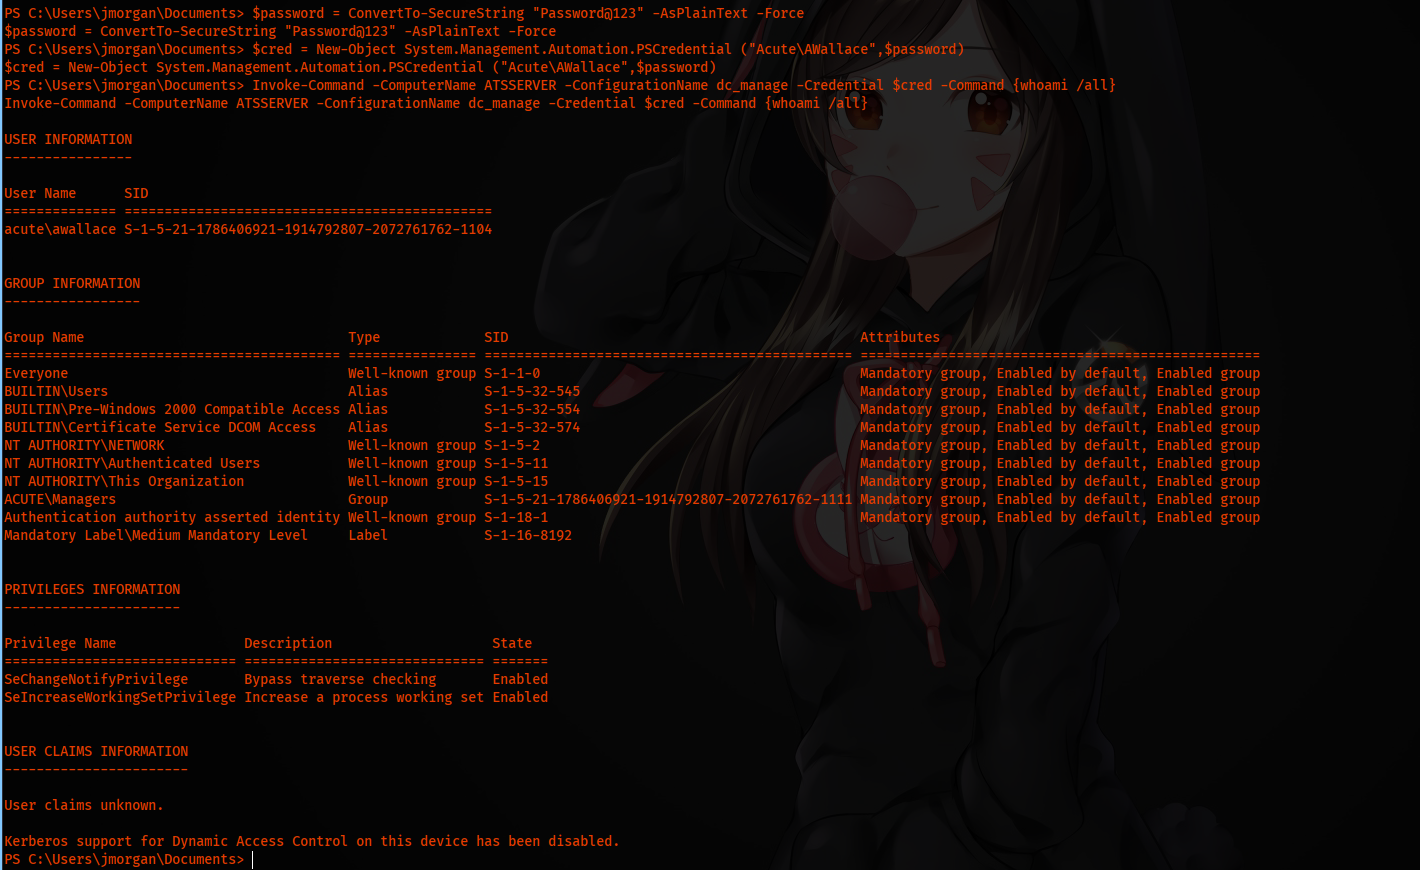 PS C:\Users\jmorgan\Documents> $password = ConvertTo-SecureString "Password@123" -AsPlainText -Force
$password = ConvertTo-SecureString "Password@123" -AsPlainText -Force
PS C:\Users\jmorgan\Documents> $cred = New-Object System.Management.Automation.PSCredential ("Acute\AWallace",$password)
$cred = New-Object System.Management.Automation.PSCredential ("Acute\AWallace",$password)
PS C:\Users\jmorgan\Documents> Invoke-Command -ComputerName ATSSERVER -ConfigurationName dc_manage -Credential $cred -Command {whoami /all}
Invoke-Command -ComputerName ATSSERVER -ConfigurationName dc_manage -Credential $cred -Command {whoami /all}

USER INFORMATION
----------------

User Name      SID
============== ==============================================
acute\awallace S-1-5-21-1786406921-1914792807-2072761762-1104


GROUP INFORMATION
-----------------

Group Name                                 Type             SID                                            Attributes
========================================== ================ ============================================== ==================================================
Everyone                                   Well-known group S-1-1-0                                        Mandatory group, Enabled by default, Enabled group
BUILTIN\Users                              Alias            S-1-5-32-545                                   Mandatory group, Enabled by default, Enabled group
BUILTIN\Pre-Windows 2000 Compatible Access Alias            S-1-5-32-554                                   Mandatory group, Enabled by default, Enabled group
BUILTIN\Certificate Service DCOM Access    Alias            S-1-5-32-574                                   Mandatory group, Enabled by default, Enabled group
NT AUTHORITY\NETWORK                       Well-known group S-1-5-2                                        Mandatory group, Enabled by default, Enabled group
NT AUTHORITY\Authenticated Users           Well-known group S-1-5-11                                       Mandatory group, Enabled by default, Enabled group
NT AUTHORITY\This Organization             Well-known group S-1-5-15                                       Mandatory group, Enabled by default, Enabled group
ACUTE\Managers                             Group            S-1-5-21-1786406921-1914792807-2072761762-1111 Mandatory group, Enabled by default, Enabled group
Authentication authority asserted identity Well-known group S-1-18-1                                       Mandatory group, Enabled by default, Enabled group
Mandatory Label\Medium Mandatory Level     Label            S-1-16-8192


PRIVILEGES INFORMATION
----------------------

Privilege Name                Description                    State
============================= ============================== =======
SeChangeNotifyPrivilege       Bypass traverse checking       Enabled
SeIncreaseWorkingSetPrivilege Increase a process working set Enabled


USER CLAIMS INFORMATION
-----------------------

User claims unknown.

Kerberos support for Dynamic Access Control on this device has been disabled.
PS C:\Users\jmorgan\Documents>